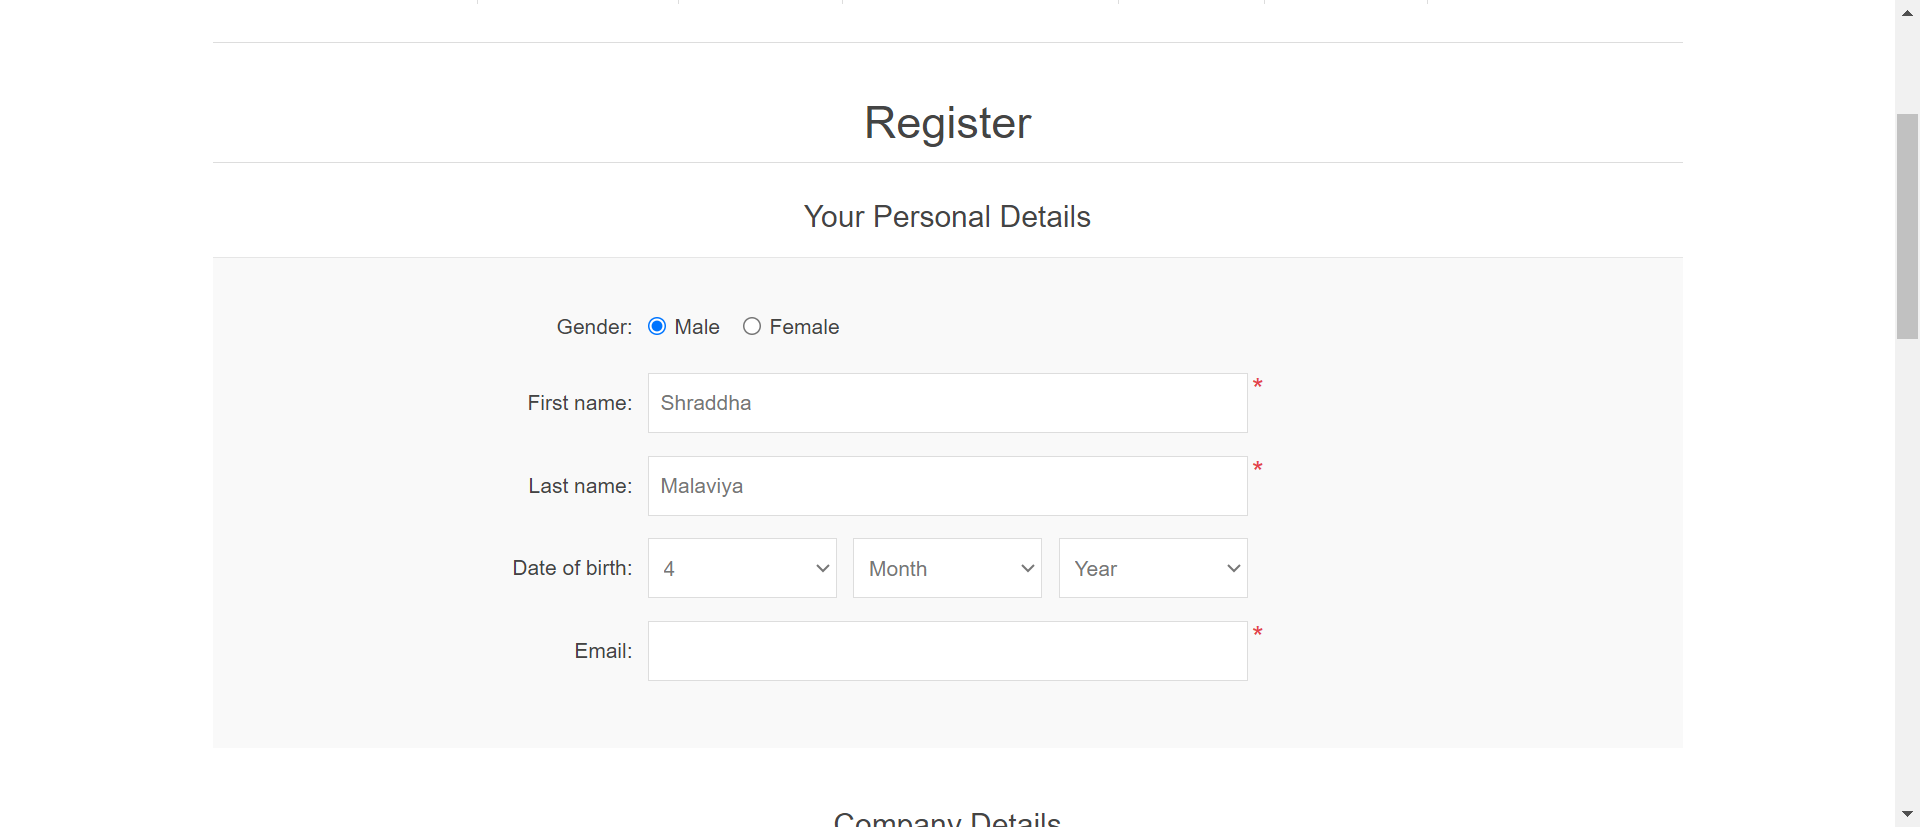 Register
Your Personal Details
Gender: Male Female
First name: Shraddha *
Last name: Malaviya *
Date of birth: 4 Month Year
Email: *
Company Details